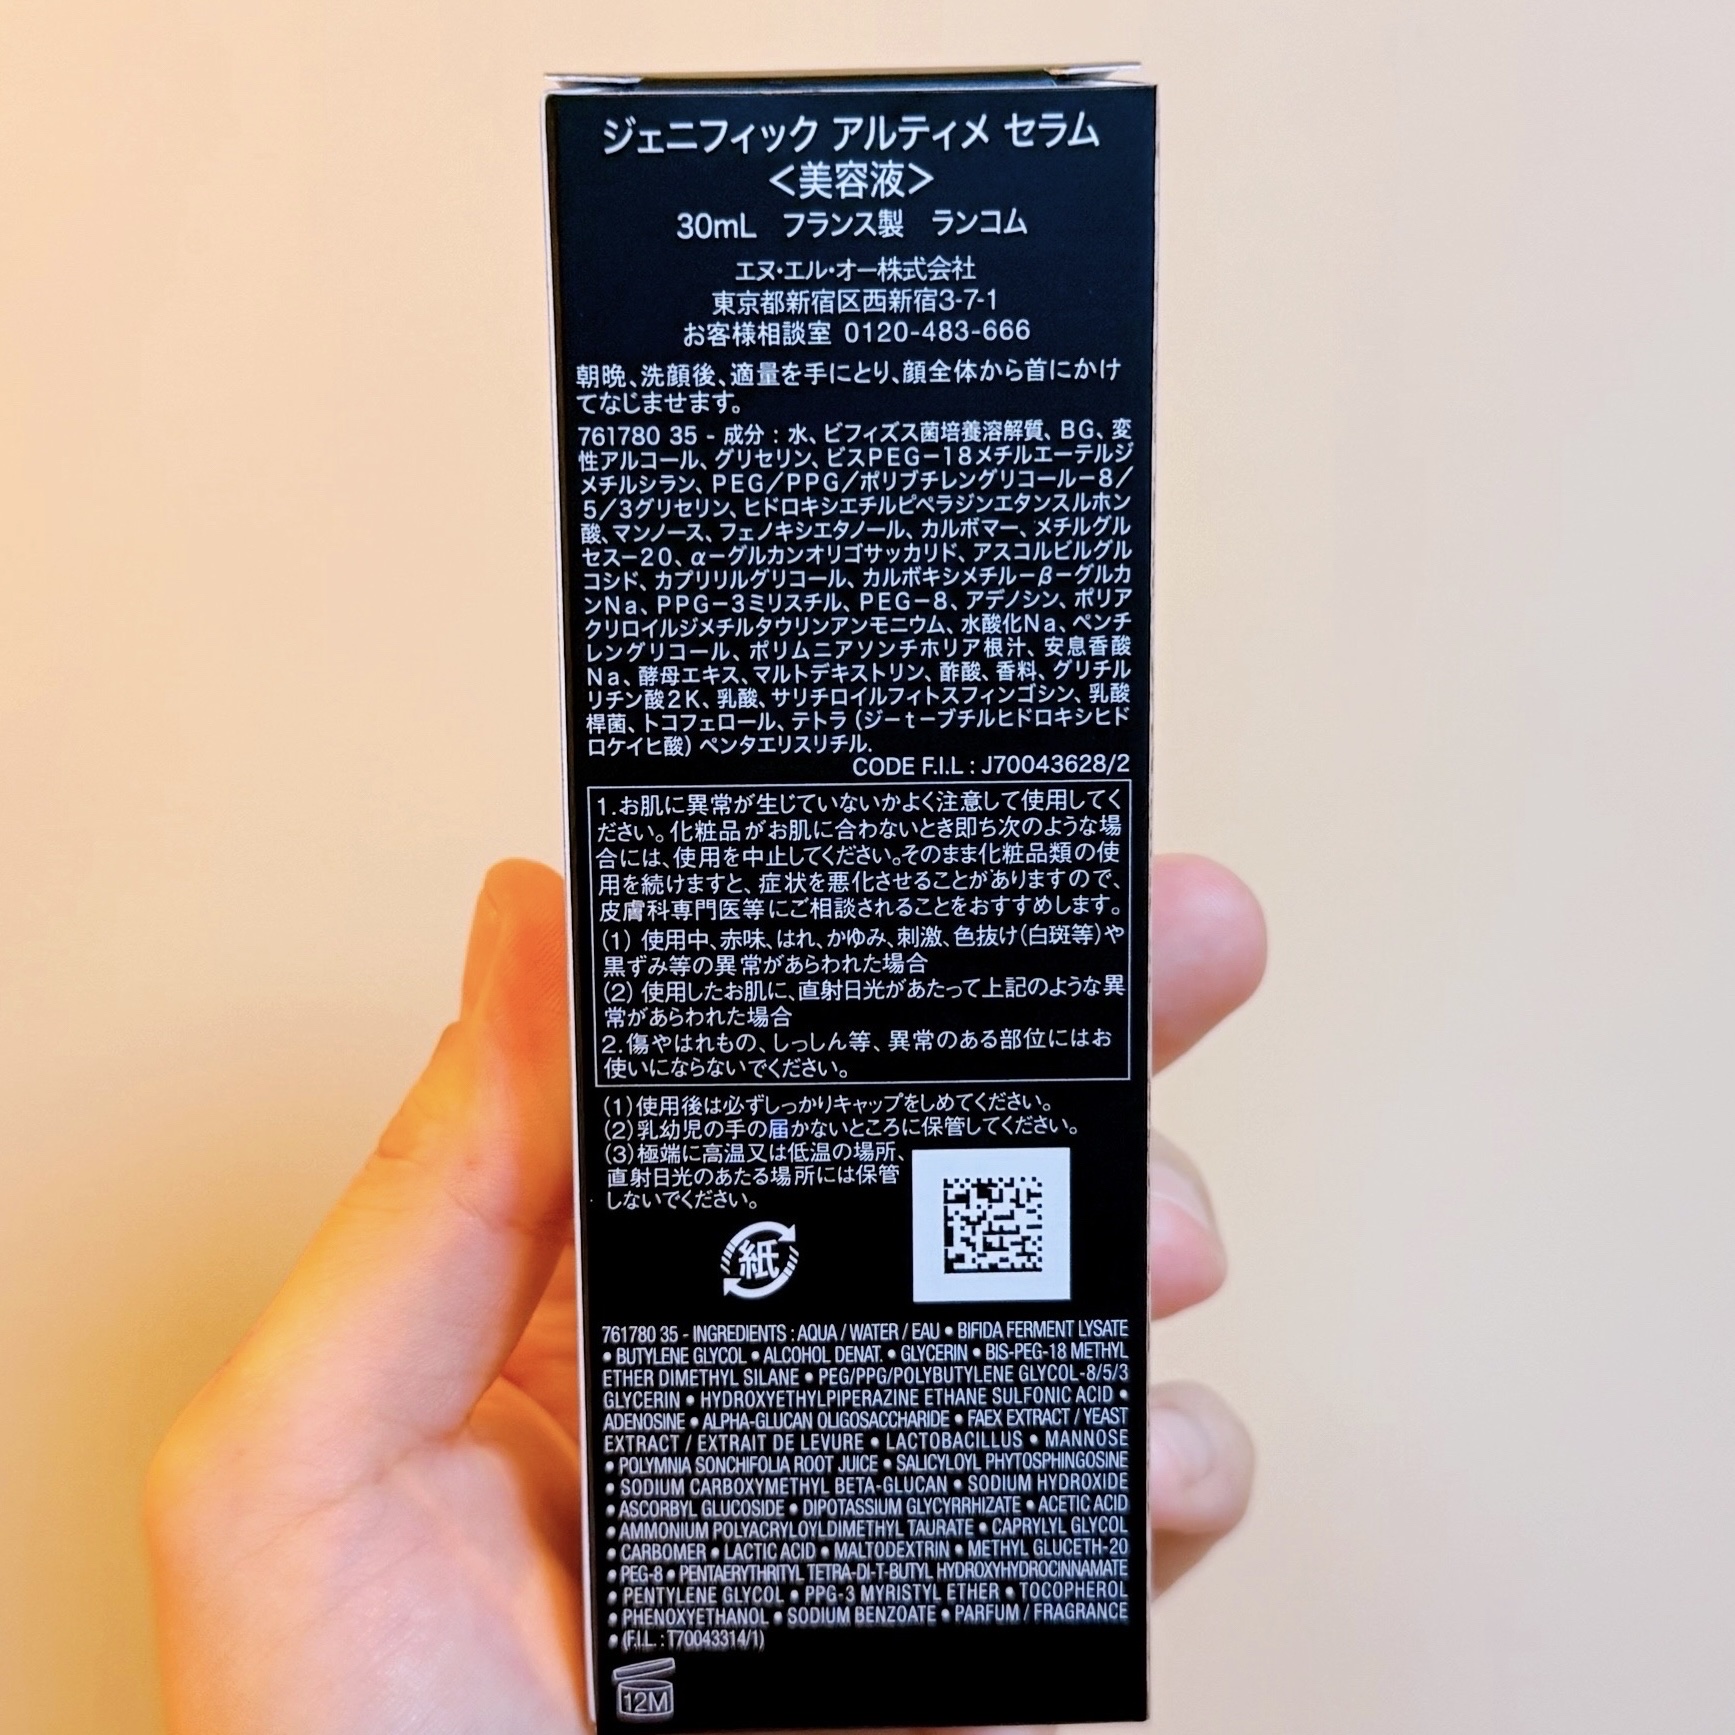 ジェニフィック アルティメ セラム
<美容液>
30mL フランス製 ランコム
エヌ・エル・オー株式会社
東京都新宿区西新宿3-7-1
お客様相談室 0120-483-666
朝晩、洗顔後、適量を手にとり、顔全体から首にかけ
てなじませます。
761780 35 - 成分 : 水、ビフィズス菌培養溶解質、BG、変
性アルコール、グリセリン、ビスPEG－18メチルエーテルジ
メチルシラン、PEG／PPG／ポリブチレングリコール－8／
5／3グリセリン、ヒドロキシエチルピペラジンエタンスルホン
酸、マンノース、フェノキシエタノール、カルボマー、メチルグル
セス－20、α－グルカンオリゴサッカリド、アスコルビルグル
コシド、カプリリルグリコール、カルボキシメチル－β－グルカ
ンNa、PPG－3ミリスチル、PEG－8、アデノシン、ポリア
クリロイルジメチルタウリンアンモニウム、水酸化Na、ペンチ
レングリコール、ポリムニアソンチホリア根汁、安息香酸
Na、酵母エキス、マルトデキストリン、酢酸、香料、グリチル
リチン酸2K、乳酸、サリチロイルフィトスフィンゴシン、乳酸
桿菌、トコフェロール、テトラ (ジーtーブチルヒドロキシヒド
ロケイヒ酸) ペンタエリスリチル.
CODE F.I.L : J70043628/2
1.お肌に異常が生じていないかよく注意して使用してく
ださい。化粧品がお肌に合わないとき即ち次のような場
合には、使用を中止してください。そのまま化粧品類の使
用を続けますと、症状を悪化させることがありますので、
皮膚科専門医等にご相談されることをおすすめします。
(1) 使用中、赤味、はれ、かゆみ、刺激、色抜け(白斑等)や
黒ずみ等の異常があらわれた場合
(2) 使用したお肌に、直射日光があたって上記のような異
常があらわれた場合
2.傷やはれもの、しっしん等、異常のある部位にはお
使いにならないでください。
(1)使用後は必ずしっかりキャップをしめてください。
(2)乳幼児の手の届かないところに保管してください。
(3)極端に高温又は低温の場所、
直射日光のあたる場所には保管
しないでください。
紙
761780 35 - INGREDIENTS : AQUA / WATER / EAU • BIFIDA FERMENT LYSATE
• BUTYLENE GLYCOL • ALCOHOL DENAT. • GLYCERIN • BIS-PEG-18 METHYL
ETHER DIMETHYL SILANE • PEG/PPG/POLYBUTYLENE GLYCOL-8/5/3
GLYCERIN • HYDROXYETHYLPIPERAZINE ETHANE SULFONIC ACID •
ADENOSINE • ALPHA-GLUCAN OLIGOSACCHARIDE • FAEX EXTRACT / YEAST
EXTRACT / EXTRAIT DE LEVURE • LACTOBACILLUS • MANNOSE
• POLYMNIA SONCHIFOLIA ROOT JUICE • SALICYLOYL PHYTOSPHINGOSINE
• SODIUM CARBOXYMETHYL BETA-GLUCAN • SODIUM HYDROXIDE
• ASCORBYL GLUCOSIDE • DIPOTASSIUM GLYCYRRHIZATE • ACETIC ACID
• AMMONIUM POLYACRYLOYLDIMETHYL TAURATE • CAPRYLYL GLYCOL
• CARBOMER • LACTIC ACID • MALTODEXTRIN • METHYL GLUCETH-20
• PEG-8 • PENTAERYTHRITYL TETRA-DI-T-BUTYL HYDROXYHYDROCINNAMATE
• PENTYLENE GLYCOL • PPG-3 MYRISTYL ETHER • TOCOPHEROL
• PHENOXYETHANOL • SODIUM BENZOATE • PARFUM / FRAGRANCE
• (F.I.L. : T70043314/1)
12M